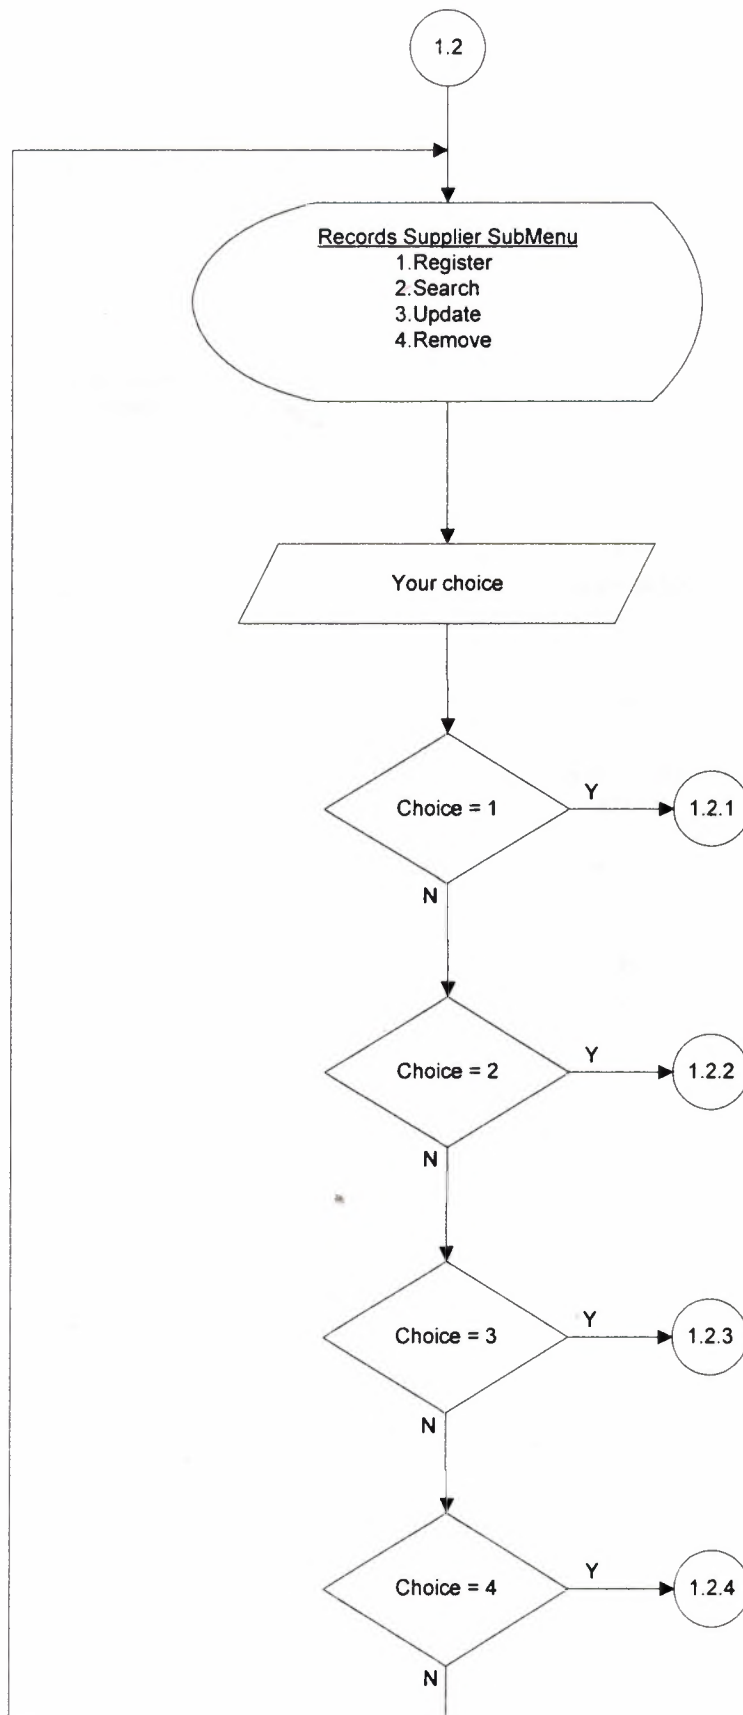 1.2
Records Supplier SubMenu
1.Register
2.Search
3.Update
4.Remove
Your choice
Choice = 1
Y
1.2.1
N
Choice = 2
Y
1.2.2
N
Choice = 3
Y
1.2.3
N
Choice = 4
Y
1.2.4
N